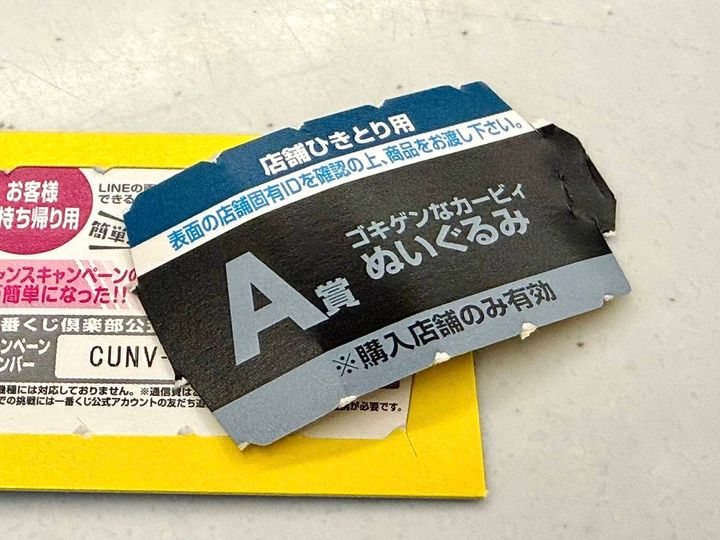 店舗ひきとり用
表面の店舗固有IDを確認の上、商品をお渡し下さい。
A賞
ゴキゲンなカービィ
ぬいぐるみ
※購入店舗のみ有効
お客様
持ち帰り用
LINEの
できる
簡単
ャンスキャンペーンの
簡単になった!!
番くじ倶楽部公式
ンペーン
ンバー
CUNV-
機種には対応しておりません。※通信費は
での挑戦には一番くじ公式アカウントの友だち追
が必要です。